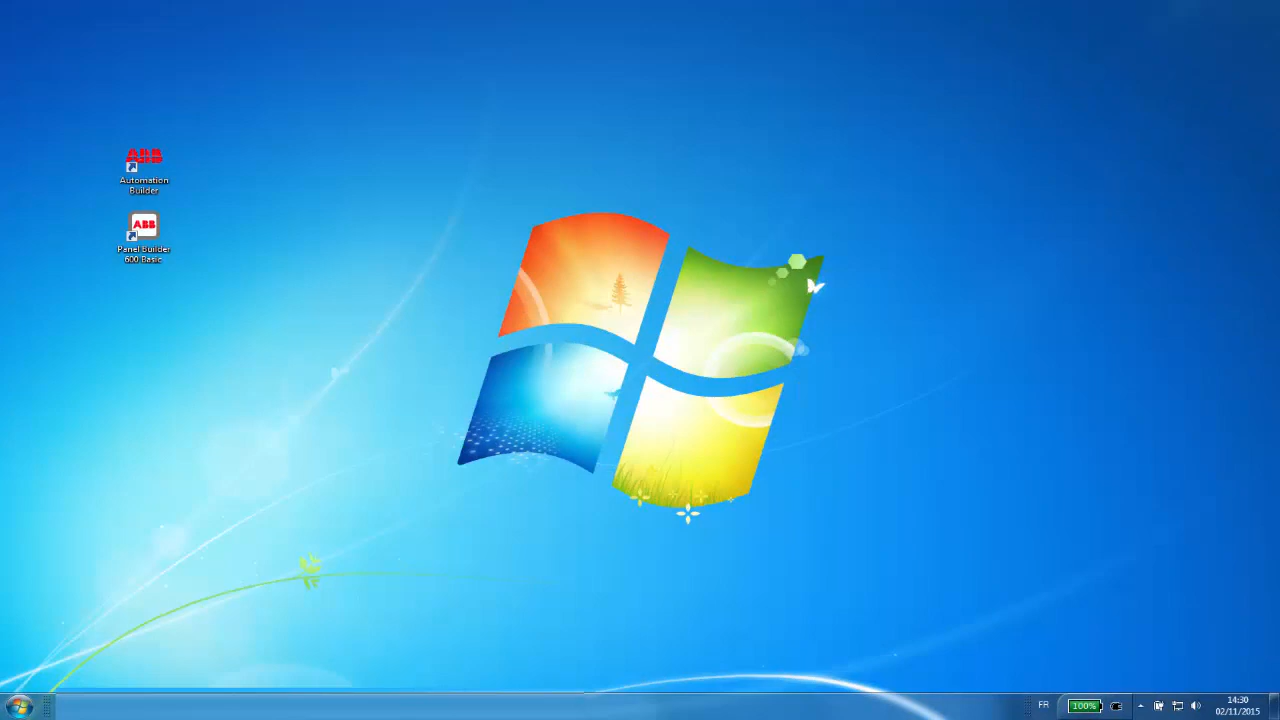 ABB
Automation
Builder
ABB
Panel Builder
600 Basic
FR
100%
14:30
02/11/2015